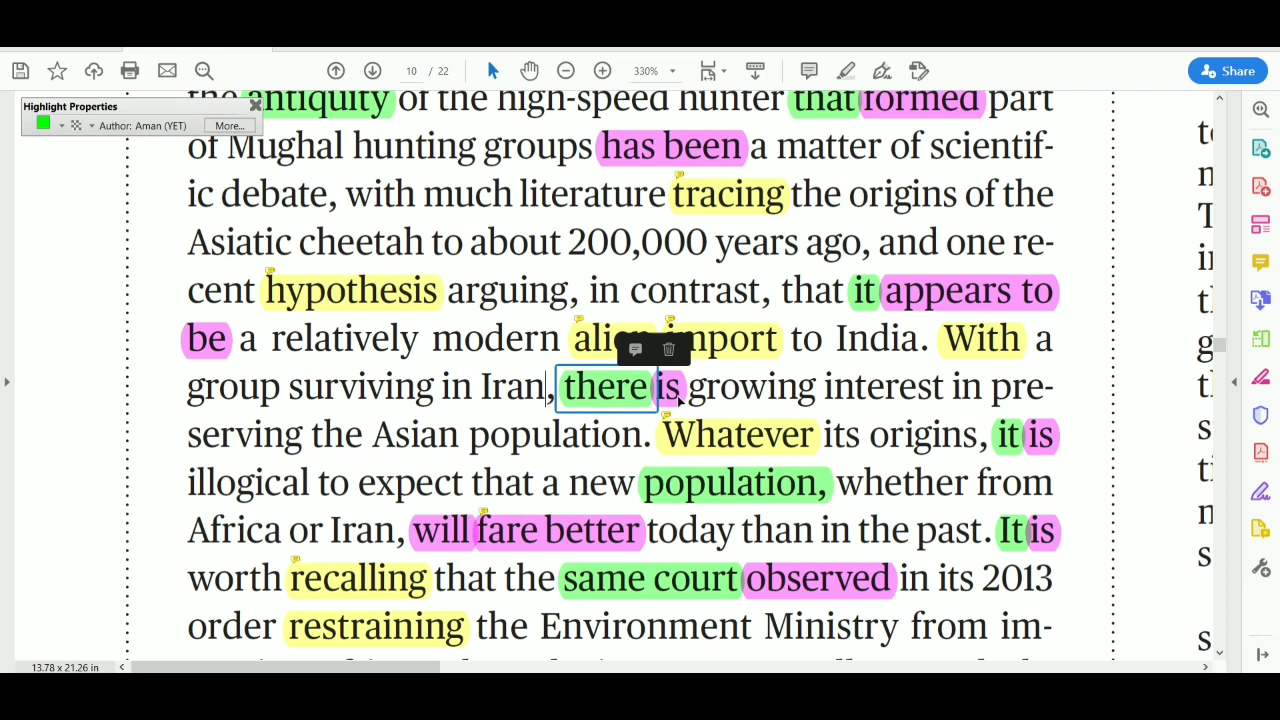 10 / 22
330%
Share
Highlight Properties
Author: Aman (YET)
More...
the antiquity of the high-speed hunter that formed part
of Mughal hunting groups has been a matter of scientif-
ic debate, with much literature tracing the origins of the
Asiatic cheetah to about 200,000 years ago, and one re-
cent hypothesis arguing, in contrast, that it appears to
be a relatively modern alien import to India. With a
group surviving in Iran, there is growing interest in pre-
serving the Asian population. Whatever its origins, it is
illogical to expect that a new population, whether from
Africa or Iran, will fare better today than in the past. It is
worth recalling that the same court observed in its 2013
order restraining the Environment Ministry from im-
13.78 x 21.26 in